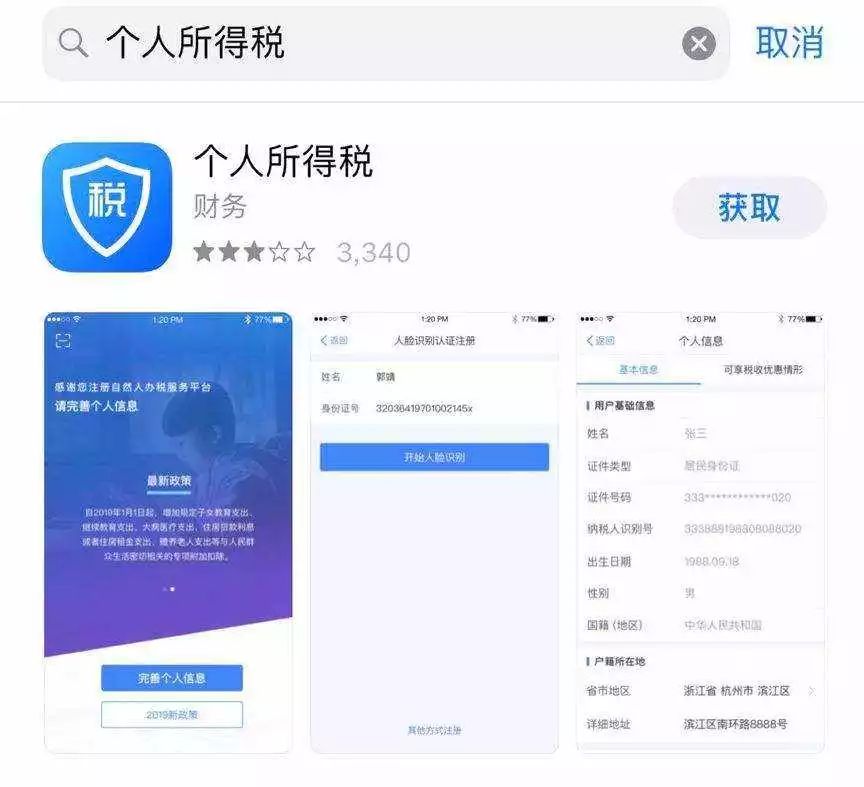 个人所得税
取消
个人所得税
税
财务
3,340
获取
1:20 PM
77%
感谢您注册自然人办税服务平台
请完善个人信息
最新政策
自2019年1月1日起，增加规定子女教育支出、
继续教育支出、大病医疗支出、住房贷款利息
或者住房租金支出、赡养老人支出等与人民群
众生活密切相关的专项附加扣除。
完善个人信息
2019新政策
1:20 PM
77%
返回
人脸识别认证注册
姓名 郭靖
身份证号 32036419701002145x
开始人脸识别
其他方式注册
1:20 PM
77%
返回
个人信息
基本信息 可享税收优惠情形
用户基础信息
姓名 张三
证件类型 居民身份证
证件号码 333************020
纳税人识别号 333888198808088020
出生日期 1988.09.18
性别 男
国籍（地区） 中华人民共和国
户籍所在地
省市地区 浙江省 杭州市 滨江区
详细地址 滨江区南环路8888号